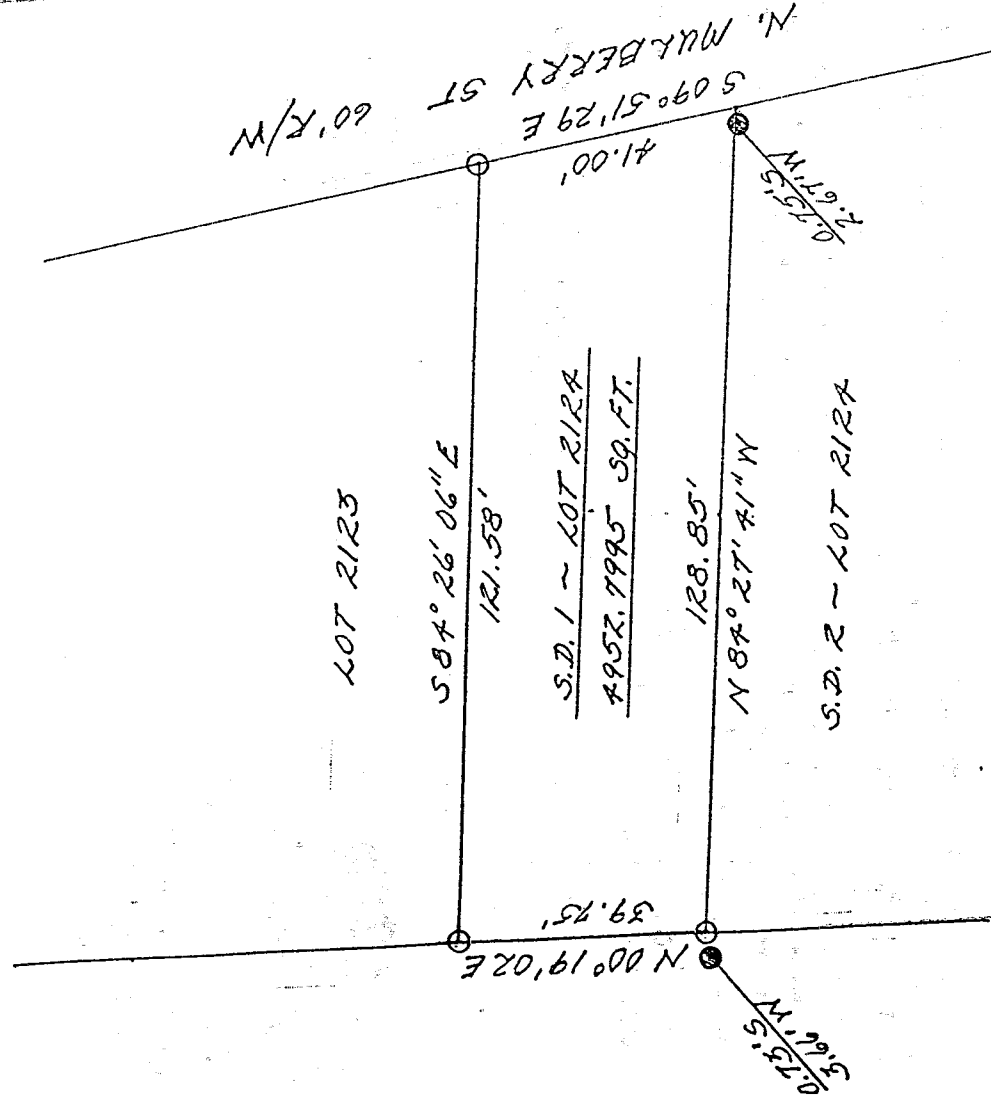 N. MULBERRY ST 60' R/W
S 09° 51' 29 E
41.00'
0.75'S
2.67'W
LOT 2123
S 84° 26' 06" E
121.58'
S.D. 1 ~ LOT 2124
4952.7995 SQ. FT.
128.85'
N 84° 27' 41" W
S.D. 2 ~ LOT 2124
39.75'
N 00° 19' 02 E
0.73'S
3.66'W